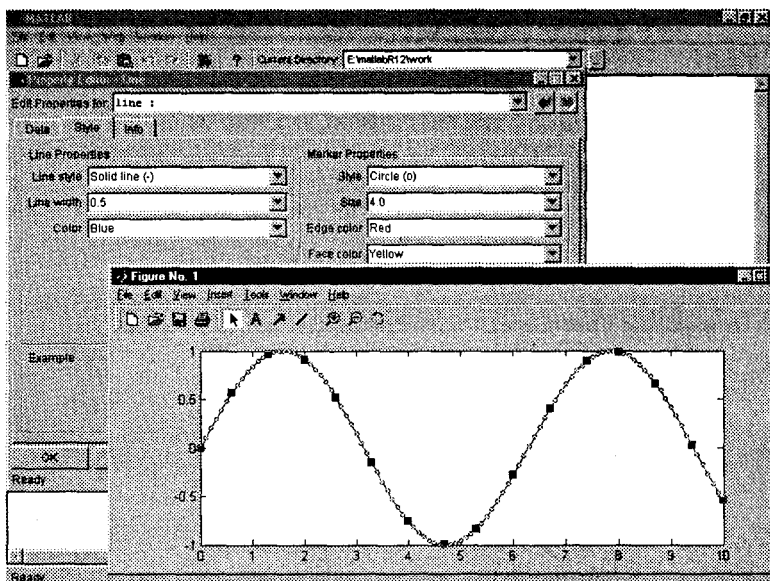 MATLAB
Current Directory: E:\matlabR12\work
Edit Properties for: line :
Data Style Info
Line Properties
Marker Properties
Line style Solid line (-)
Style Circle (o)
Line width 0.5
Size 4.0
Color Blue
Edge color Red
Face color Yellow
Figure No. 1
File Edit View Insert Tools Window Help
Example
1
0.5
0
-0.5
-1
0 1 2 3 4 5 6 7 8 9 10
OK
Ready
Ready